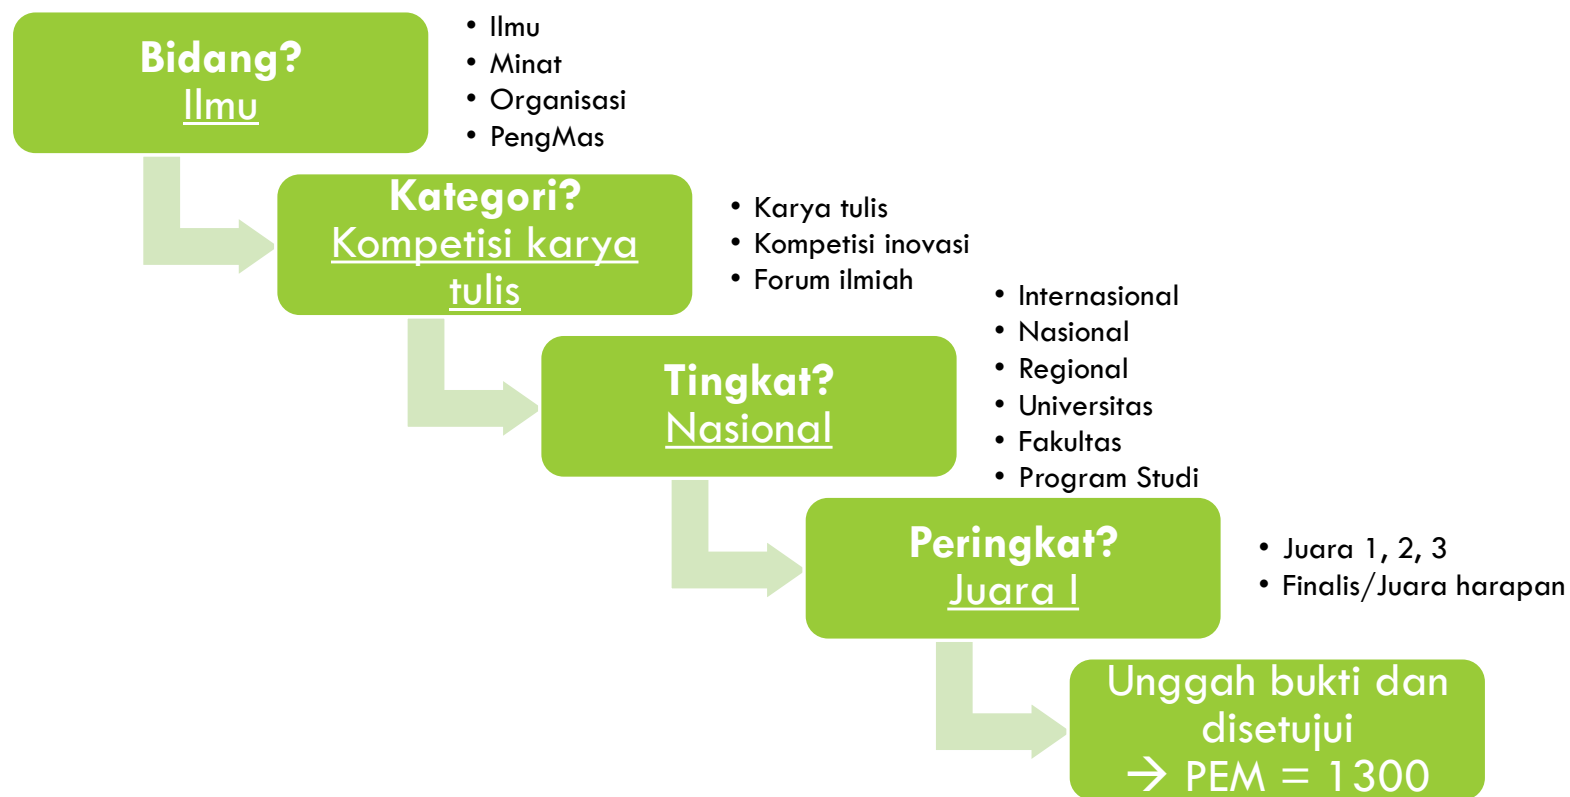 Bidang?
Ilmu
• Ilmu
• Minat
• Organisasi
• PengMas
Kategori?
Kompetisi karya
tulis
• Karya tulis
• Kompetisi inovasi
• Forum ilmiah
Tingkat?
Nasional
• Internasional
• Nasional
• Regional
• Universitas
• Fakultas
• Program Studi
Peringkat?
Juara I
• Juara 1, 2, 3
• Finalis/Juara harapan
Unggah bukti dan
disetujui
→ PEM = 1300